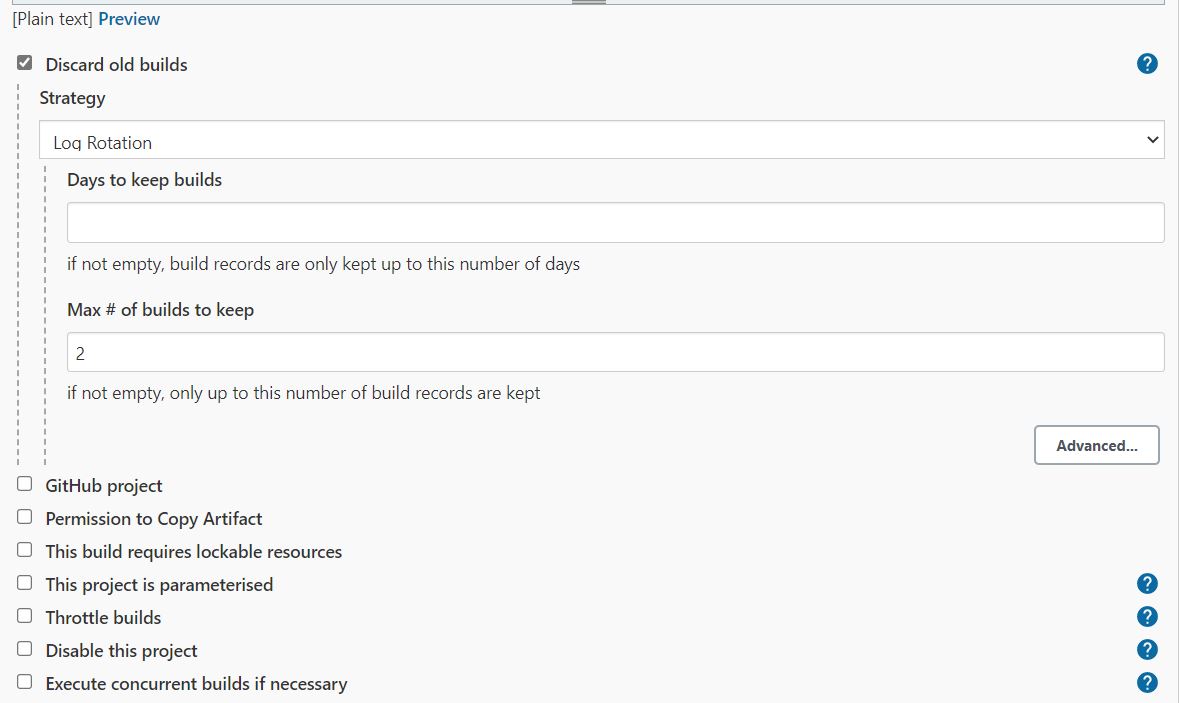 [Plain text] Preview
Discard old builds
?
Strategy
Log Rotation
Days to keep builds
if not empty, build records are only kept up to this number of days
Max # of builds to keep
2
if not empty, only up to this number of build records are kept
Advanced...
GitHub project
Permission to Copy Artifact
This build requires lockable resources
This project is parameterised
?
Throttle builds
?
Disable this project
?
Execute concurrent builds if necessary
?